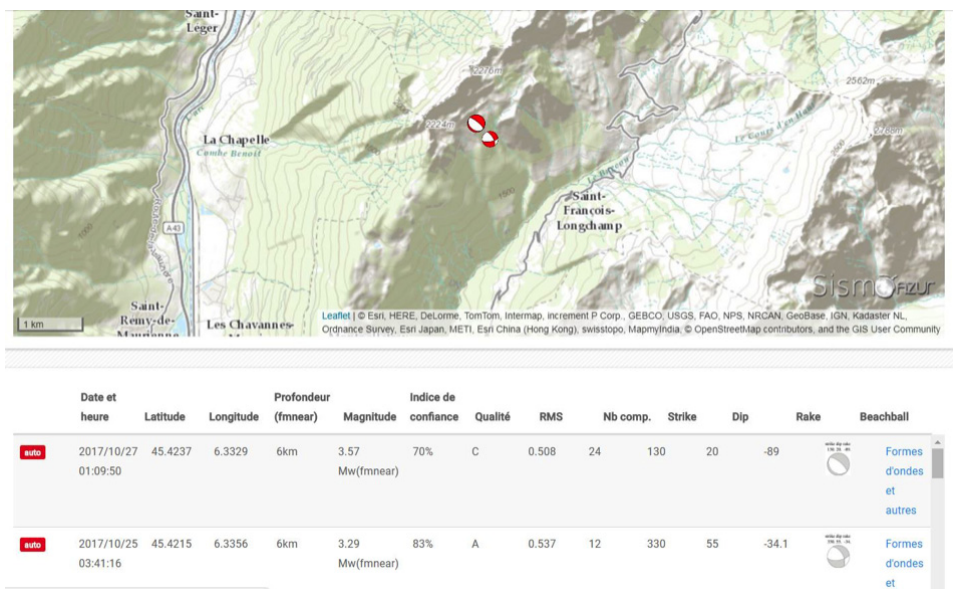 Saint-
Leger
2276m
2562m
2224m
La Chapelle
Combe Benoît
1500
Saint-
François-
Longchamp
A43
1000
SismoAzur
Saint-
Remy-de-
Maurienne
Les Chavannes-
1 km
Leaflet | © Esri, HERE, DeLorme, TomTom, Intermap, increment P Corp., GEBCO, USGS, FAO, NPS, NRCAN, GeoBase, IGN, Kadaster NL,
Ordnance Survey, Esri Japan, METI, Esri China (Hong Kong), swisstopo, MapmyIndia, © OpenStreetMap contributors, and the GIS User Community
Date et heure Latitude Longitude Profondeur (fmnear) Magnitude Indice de confiance Qualité RMS Nb comp. Strike Dip Rake Beachball
auto 2017/10/27 45.4237 6.3329 6km 3.57 70% C 0.508 24 130 20 -89 Formes
01:09:50 Mw(fmnear) d'ondes
et
autres
auto 2017/10/25 45.4215 6.3356 6km 3.29 83% A 0.537 12 330 55 -34.1 Formes
03:41:16 Mw(fmnear) d'ondes
et